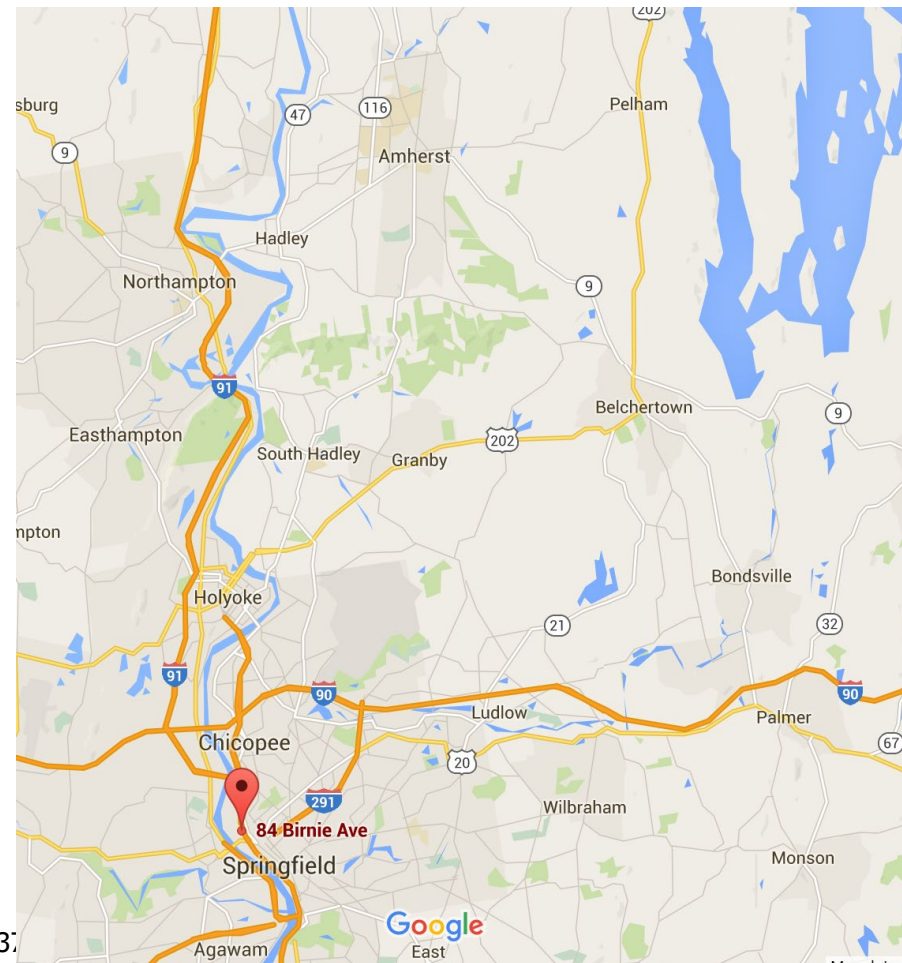 202
sburg
47
116
Pelham
9
Amherst
Hadley
Northampton
9
91
Belchertown
9
Easthampton
202
South Hadley
Granby
mpton
Bondsville
Holyoke
21
32
91
90
90
Ludlow
Palmer
Chicopee
67
20
291
Wilbraham
84 Birnie Ave
Monson
Springfield
Google
37
Agawam
East